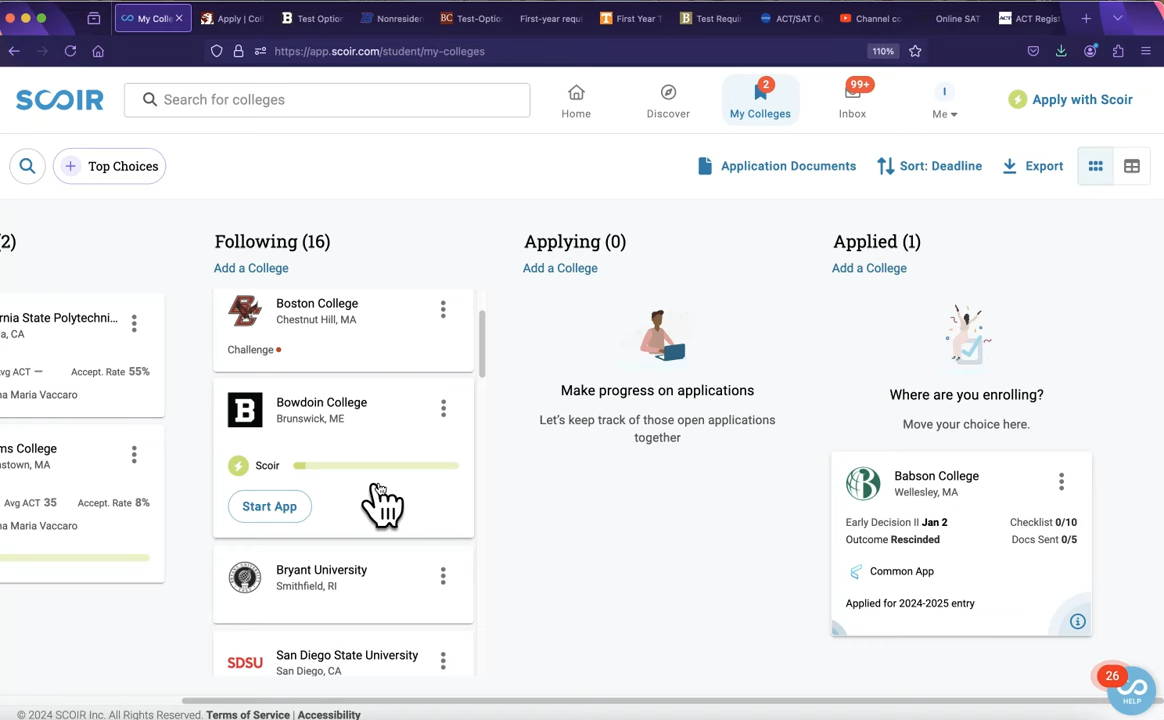 My Colle
Apply | Col
Test Option
Nonresiden
Test-Option
First-year requ
First Year T
Test Requi
ACT/SAT O
Channel co
Online SAT
ACT Regist
https://app.scoir.com/student/my-colleges
110%
SCOIR
Search for colleges
Home
Discover
2
My Colleges
99+
Inbox
I
Me
Apply with Scoir
Top Choices
Application Documents
Sort: Deadline
Export
(2)
rnia State Polytechni...
a, CA
Avg ACT —
Accept. Rate 55%
na Maria Vaccaro
ms College
nstown, MA
Avg ACT 35
Accept. Rate 8%
na Maria Vaccaro
Following (16)
Add a College
Boston College
Chestnut Hill, MA
Challenge
B
Bowdoin College
Brunswick, ME
Scoir
Start App
Bryant University
Smithfield, RI
SDSU
San Diego State University
San Diego, CA
Applying (0)
Add a College
Make progress on applications
Let's keep track of those open applications
together
Applied (1)
Add a College
Where are you enrolling?
Move your choice here.
B
Babson College
Wellesley, MA
Early Decision II Jan 2
Checklist 0/10
Outcome Rescinded
Docs Sent 0/5
Common App
Applied for 2024-2025 entry
26
HELP
© 2024 SCOIR Inc. All Rights Reserved. Terms of Service | Accessibility